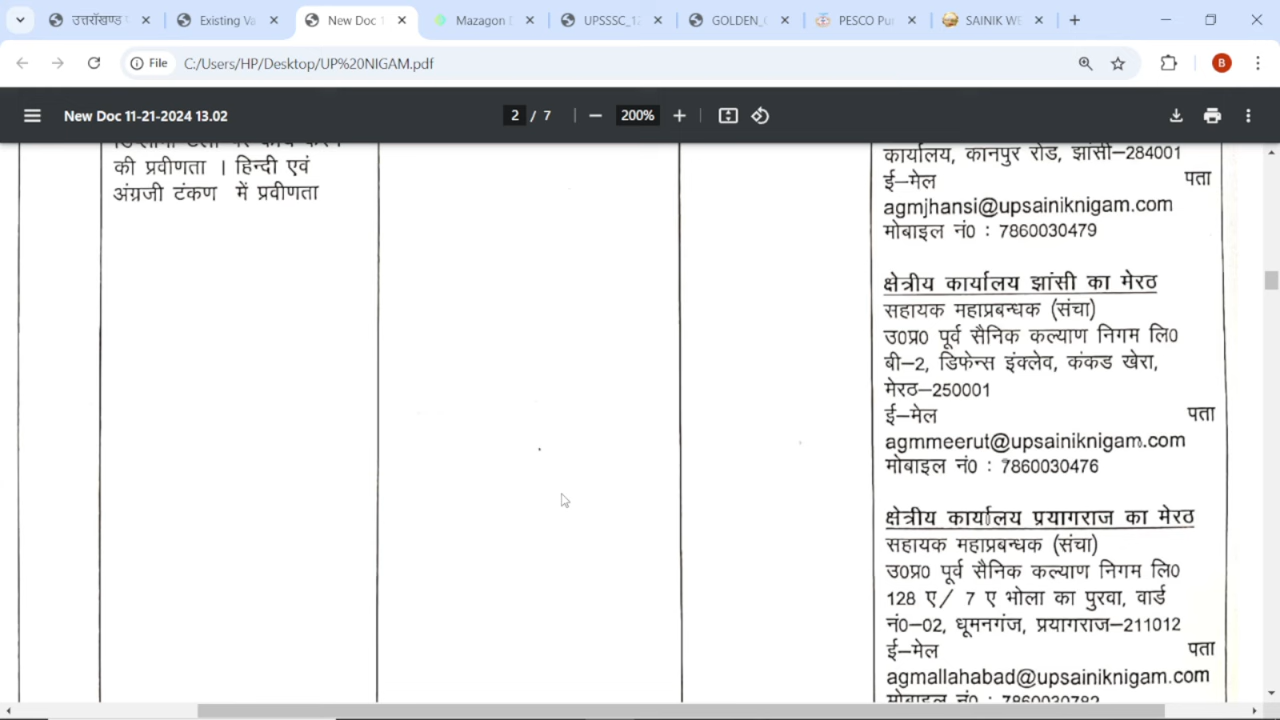 उत्तरॉखण्ड
Existing Va
New Doc 1
Mazagon
UPSSSC_1
GOLDEN_
PESCO Pu
SAINIK WE
File
C:/Users/HP/Desktop/UP%20NIGAM.pdf
B
New Doc 11-21-2024 13.02
2 / 7
200%
की प्रवीणता । हिन्दी एवं
अंग्रजी टंकण में प्रवीणता
कार्यालय, कानपुर रोड, झांसी–284001
ई–मेल पता
agmjhansi@upsainiknigam.com
मोबाइल नं0 : 7860030479
क्षेत्रीय कार्यालय झांसी का मेरठ
सहायक महाप्रबन्धक (संचा)
उ0प्र0 पूर्व सैनिक कल्याण निगम लि0
बी–2, डिफेन्स इंक्लेव, कंकड खेरा,
मेरठ–250001
ई–मेल पता
agmmeerut@upsainiknigam.com
मोबाइल नं0 : 7860030476
क्षेत्रीय कार्यालय प्रयागराज का मेरठ
सहायक महाप्रबन्धक (संचा)
उ0प्र0 पूर्व सैनिक कल्याण निगम लि0
128 ए/ 7 ए भोला का पुरवा, वार्ड
नं0–02, धूमनगंज, प्रयागराज–211012
ई–मेल पता
agmallahabad@upsainiknigam.com
मोबाइल नं0 : 7860030782